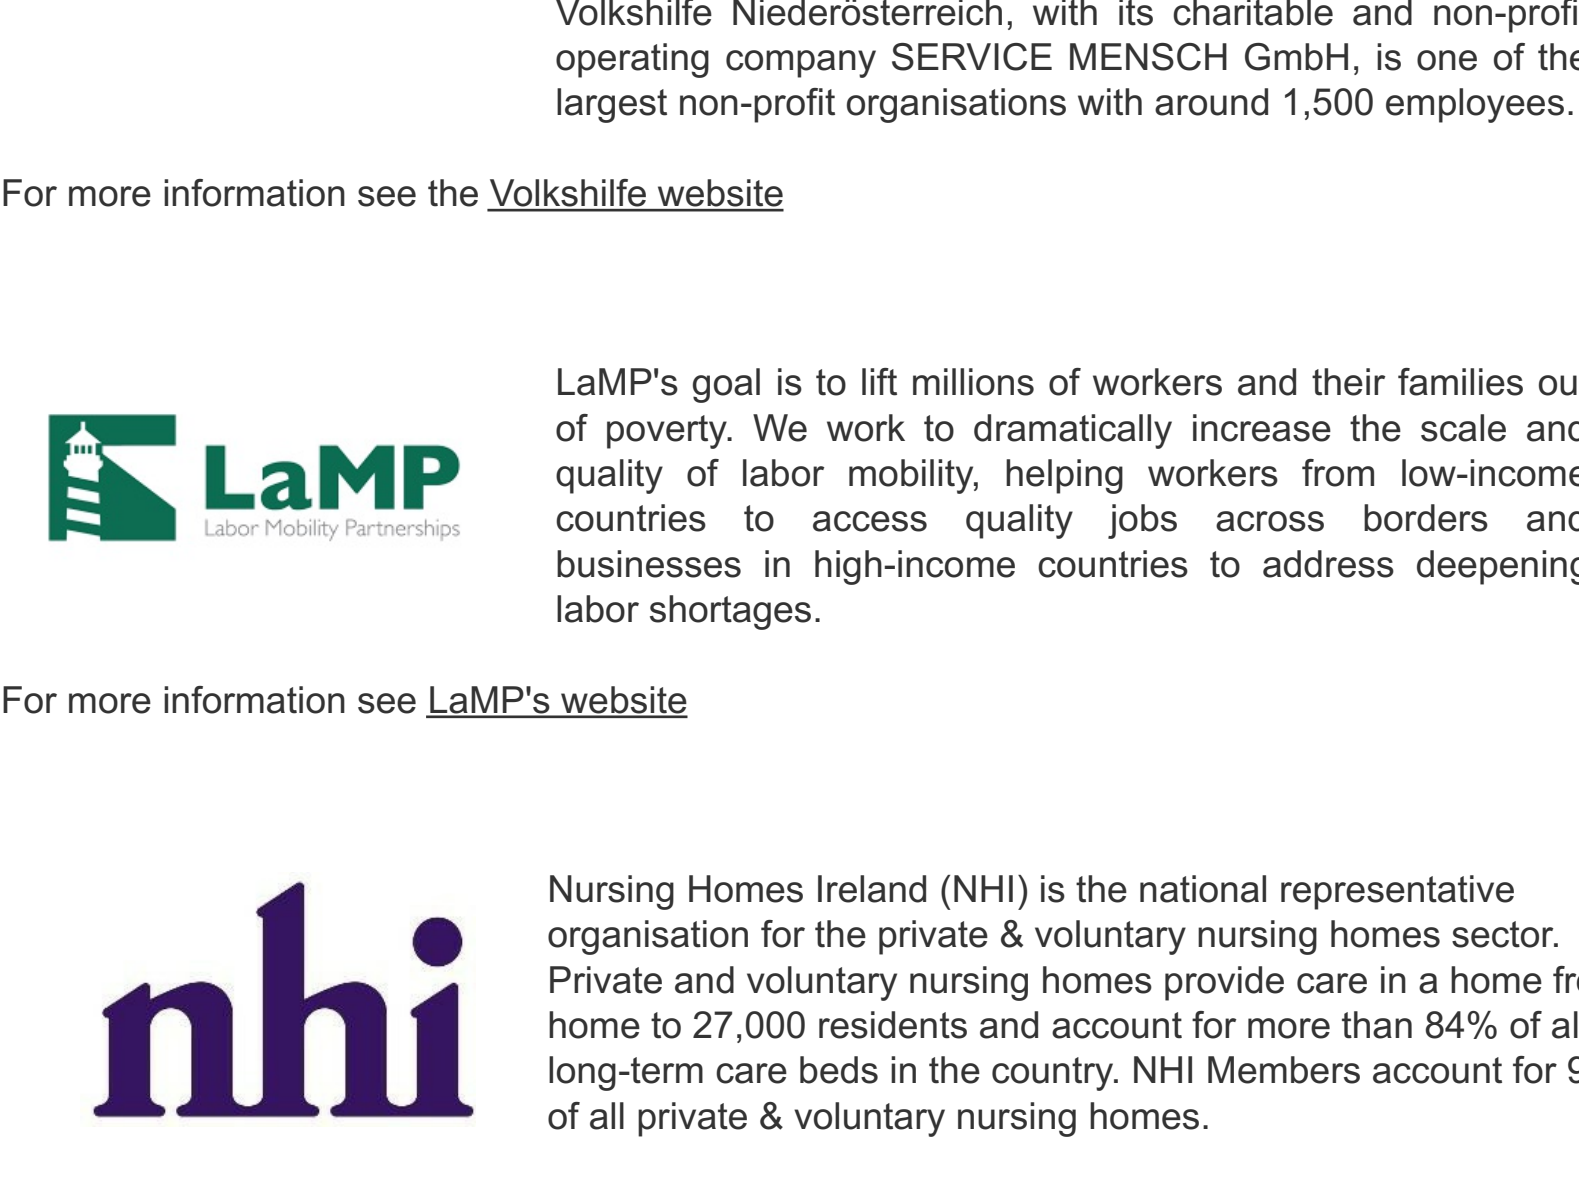 Volkshilfe Niederösterreich, with its charitable and non-profi
operating company SERVICE MENSCH GmbH, is one of the
largest non-profit organisations with around 1,500 employees.
For more information see the Volkshilfe website
LaMP
Labor Mobility Partnerships
LaMP's goal is to lift millions of workers and their families ou
of poverty. We work to dramatically increase the scale and
quality of labor mobility, helping workers from low-income
countries to access quality jobs across borders and
businesses in high-income countries to address deepening
labor shortages.
For more information see LaMP's website
nhi
Nursing Homes Ireland (NHI) is the national representative
organisation for the private & voluntary nursing homes sector.
Private and voluntary nursing homes provide care in a home fr
home to 27,000 residents and account for more than 84% of al
long-term care beds in the country. NHI Members account for 9
of all private & voluntary nursing homes.